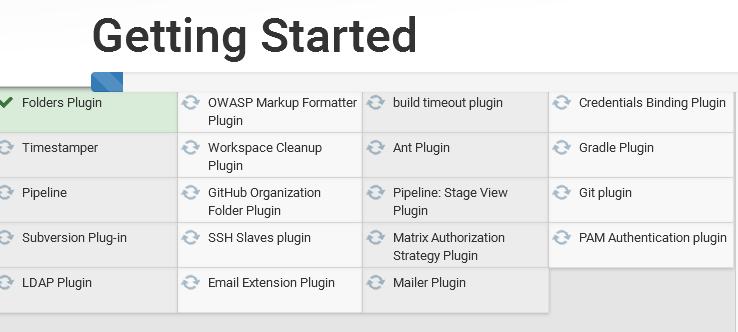 Getting Started
Folders Plugin
OWASP Markup Formatter
Plugin
build timeout plugin
Credentials Binding Plugin
Timestamper
Workspace Cleanup
Plugin
Ant Plugin
Gradle Plugin
Pipeline
GitHub Organization
Folder Plugin
Pipeline: Stage View
Plugin
Git plugin
Subversion Plug-in
SSH Slaves plugin
Matrix Authorization
Strategy Plugin
PAM Authentication plugin
LDAP Plugin
Email Extension Plugin
Mailer Plugin